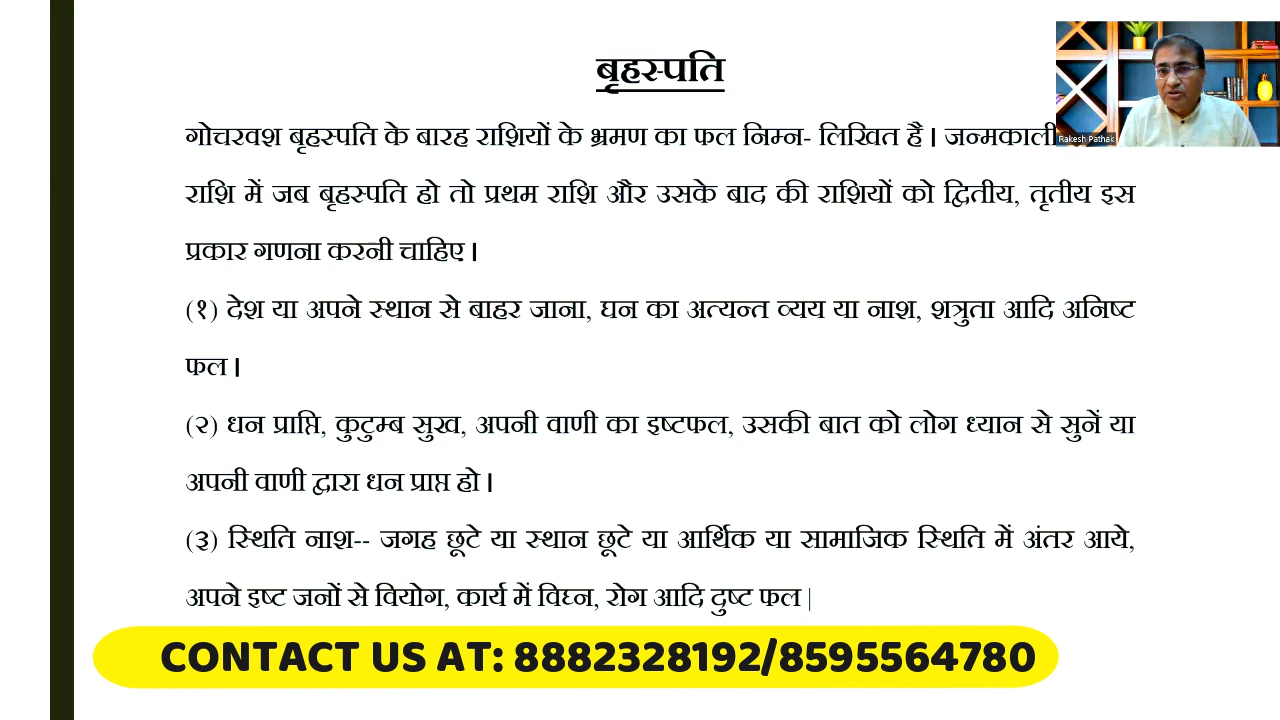 बृहस्पति
गोचरवश बृहस्पति के बारह राशियों के भ्रमण का फल निम्न- लिखित है। जन्मकाली
Rakesh Pathak
राशि में जब बृहस्पति हो तो प्रथम राशि और उसके बाद की राशियों को द्वितीय, तृतीय इस
प्रकार गणना करनी चाहिए।
(१) देश या अपने स्थान से बाहर जाना, घन का अत्यन्त व्यय या नाश, शत्रुता आदि अनिष्ट
फल।
(२) धन प्राप्ति, कुटुम्ब सुख, अपनी वाणी का इष्टफल, उसकी बात को लोग ध्यान से सुनें या
अपनी वाणी द्वारा धन प्राप्त हो।
(३) स्थिति नाश-- जगह छूटे या स्थान छूटे या आर्थिक या सामाजिक स्थिति में अंतर आये,
अपने इष्ट जनों से वियोग, कार्य में विघ्न, रोग आदि दुष्ट फल |
CONTACT US AT: 8882328192/8595564780